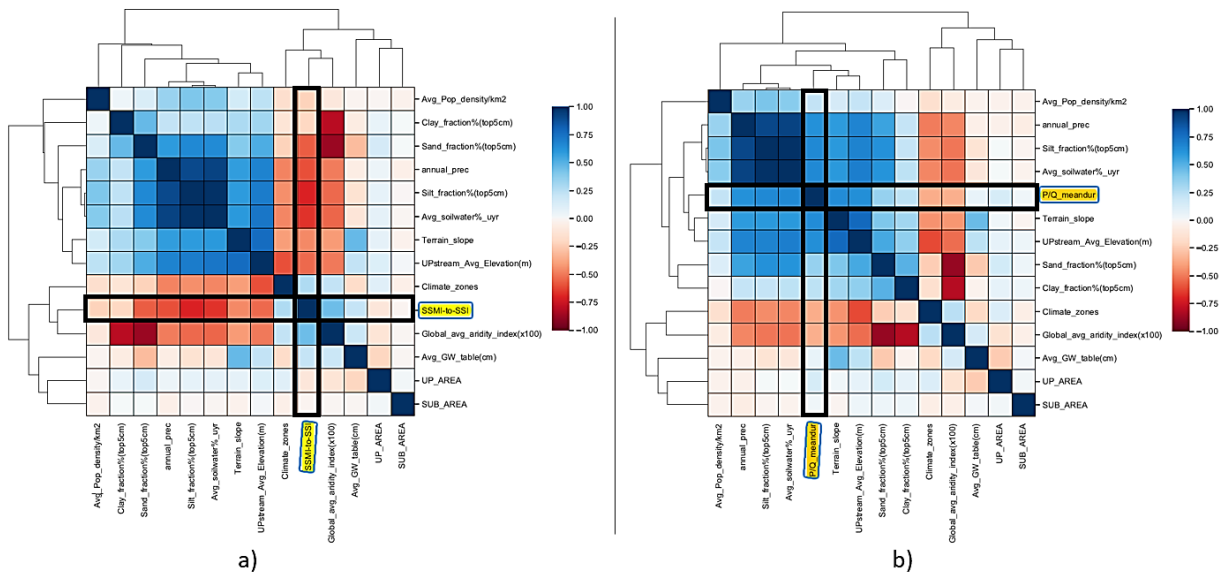 Avg_Pop_density/km2
Clay_fraction%(top5cm)
Sand_fraction%(top5cm)
annual_prec
Silt_fraction%(top5cm)
Avg_soilwater%_uyr
Terrain_slope
UPstream_Avg_Elevation(m)
Climate_zones
SSMI-to-SSI
Global_avg_aridity_index(x100)
Avg_GW_table(cm)
UP_AREA
SUB_AREA
1.00
0.75
0.50
0.25
0.00
−0.25
−0.50
−0.75
−1.00
Avg_Pop_density/km2
Clay_fraction%(top5cm)
Sand_fraction%(top5cm)
annual_prec
Silt_fraction%(top5cm)
Avg_soilwater%_uyr
Terrain_slope
UPstream_Avg_Elevation(m)
Climate_zones
SSMI-to-SSI
Global_avg_aridity_index(x100)
Avg_GW_table(cm)
UP_AREA
SUB_AREA
a)
Avg_Pop_density/km2
annual_prec
Silt_fraction%(top5cm)
Avg_soilwater%_uyr
P/Q_meandur
Terrain_slope
UPstream_Avg_Elevation(m)
Sand_fraction%(top5cm)
Clay_fraction%(top5cm)
Climate_zones
Global_avg_aridity_index(x100)
Avg_GW_table(cm)
UP_AREA
SUB_AREA
1.00
0.75
0.50
0.25
0.00
−0.25
−0.50
−0.75
−1.00
Avg_Pop_density/km2
annual_prec
Silt_fraction%(top5cm)
Avg_soilwater%_uyr
P/Q_meandur
Terrain_slope
UPstream_Avg_Elevation(m)
Sand_fraction%(top5cm)
Clay_fraction%(top5cm)
Climate_zones
Global_avg_aridity_index(x100)
Avg_GW_table(cm)
UP_AREA
SUB_AREA
b)